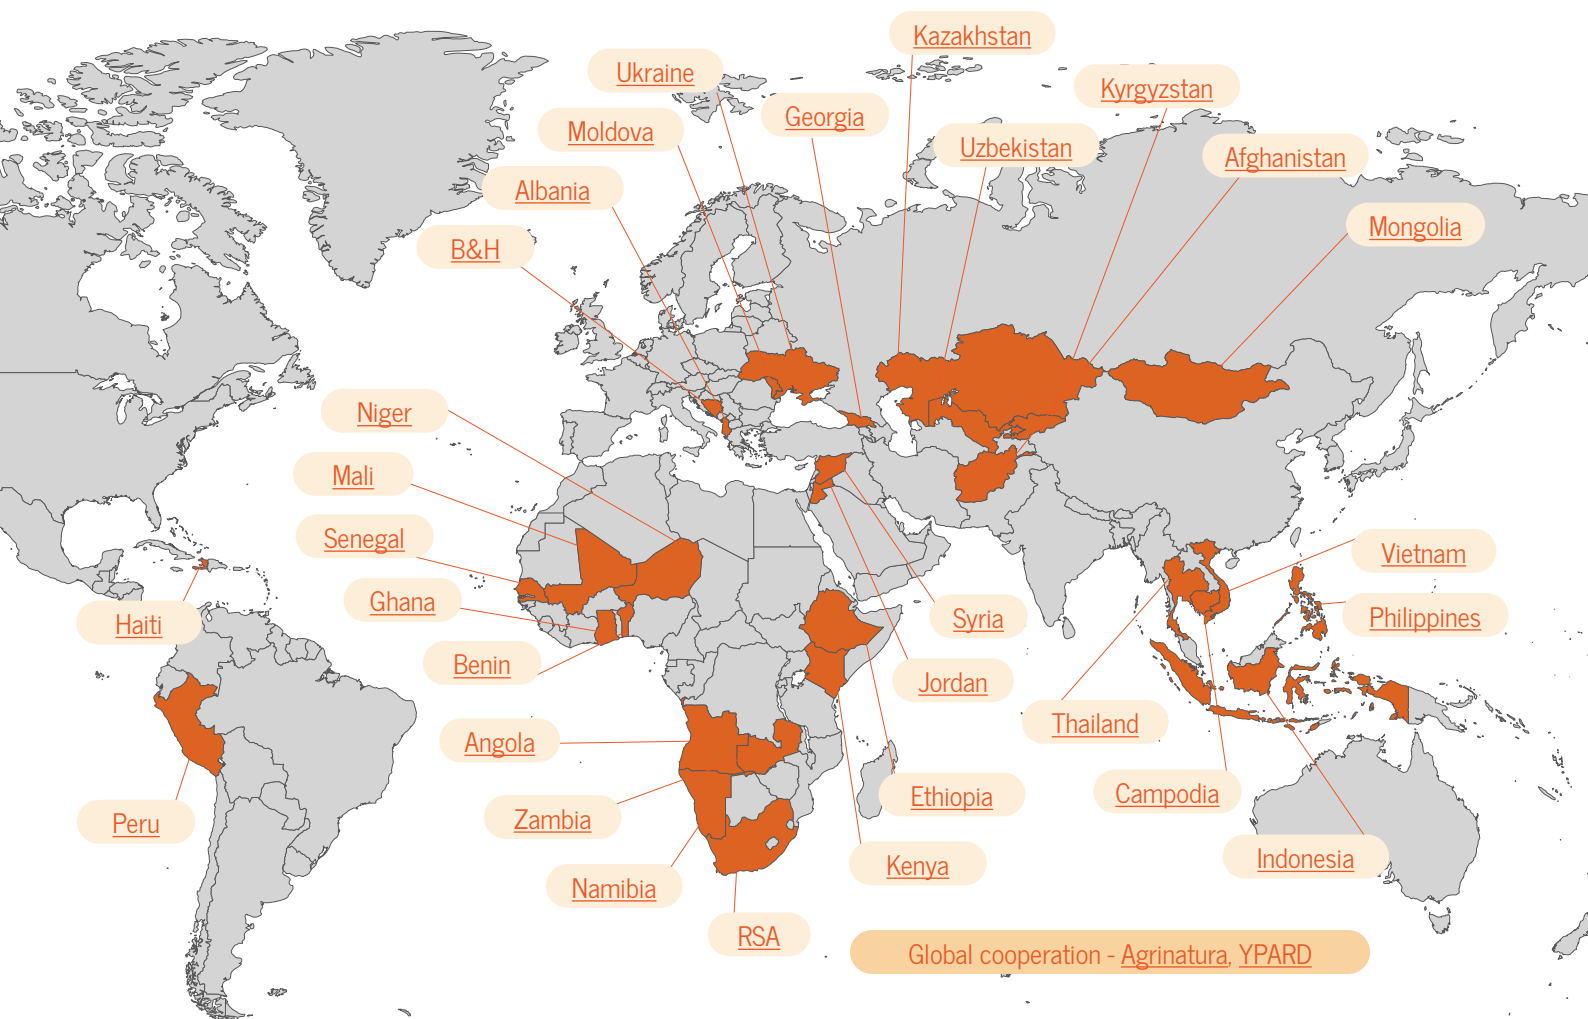 Kazakhstan
Ukraine
Kyrgyzstan
Georgia
Moldova
Uzbekistan
Afghanistan
Albania
Mongolia
B&H
Niger
Mali
Senegal
Vietnam
Ghana
Syria
Philippines
Haiti
Benin
Jordan
Thailand
Angola
Campodia
Ethiopia
Zambia
Peru
Indonesia
Kenya
Namibia
RSA
Global cooperation - Agrinatura, YPARD